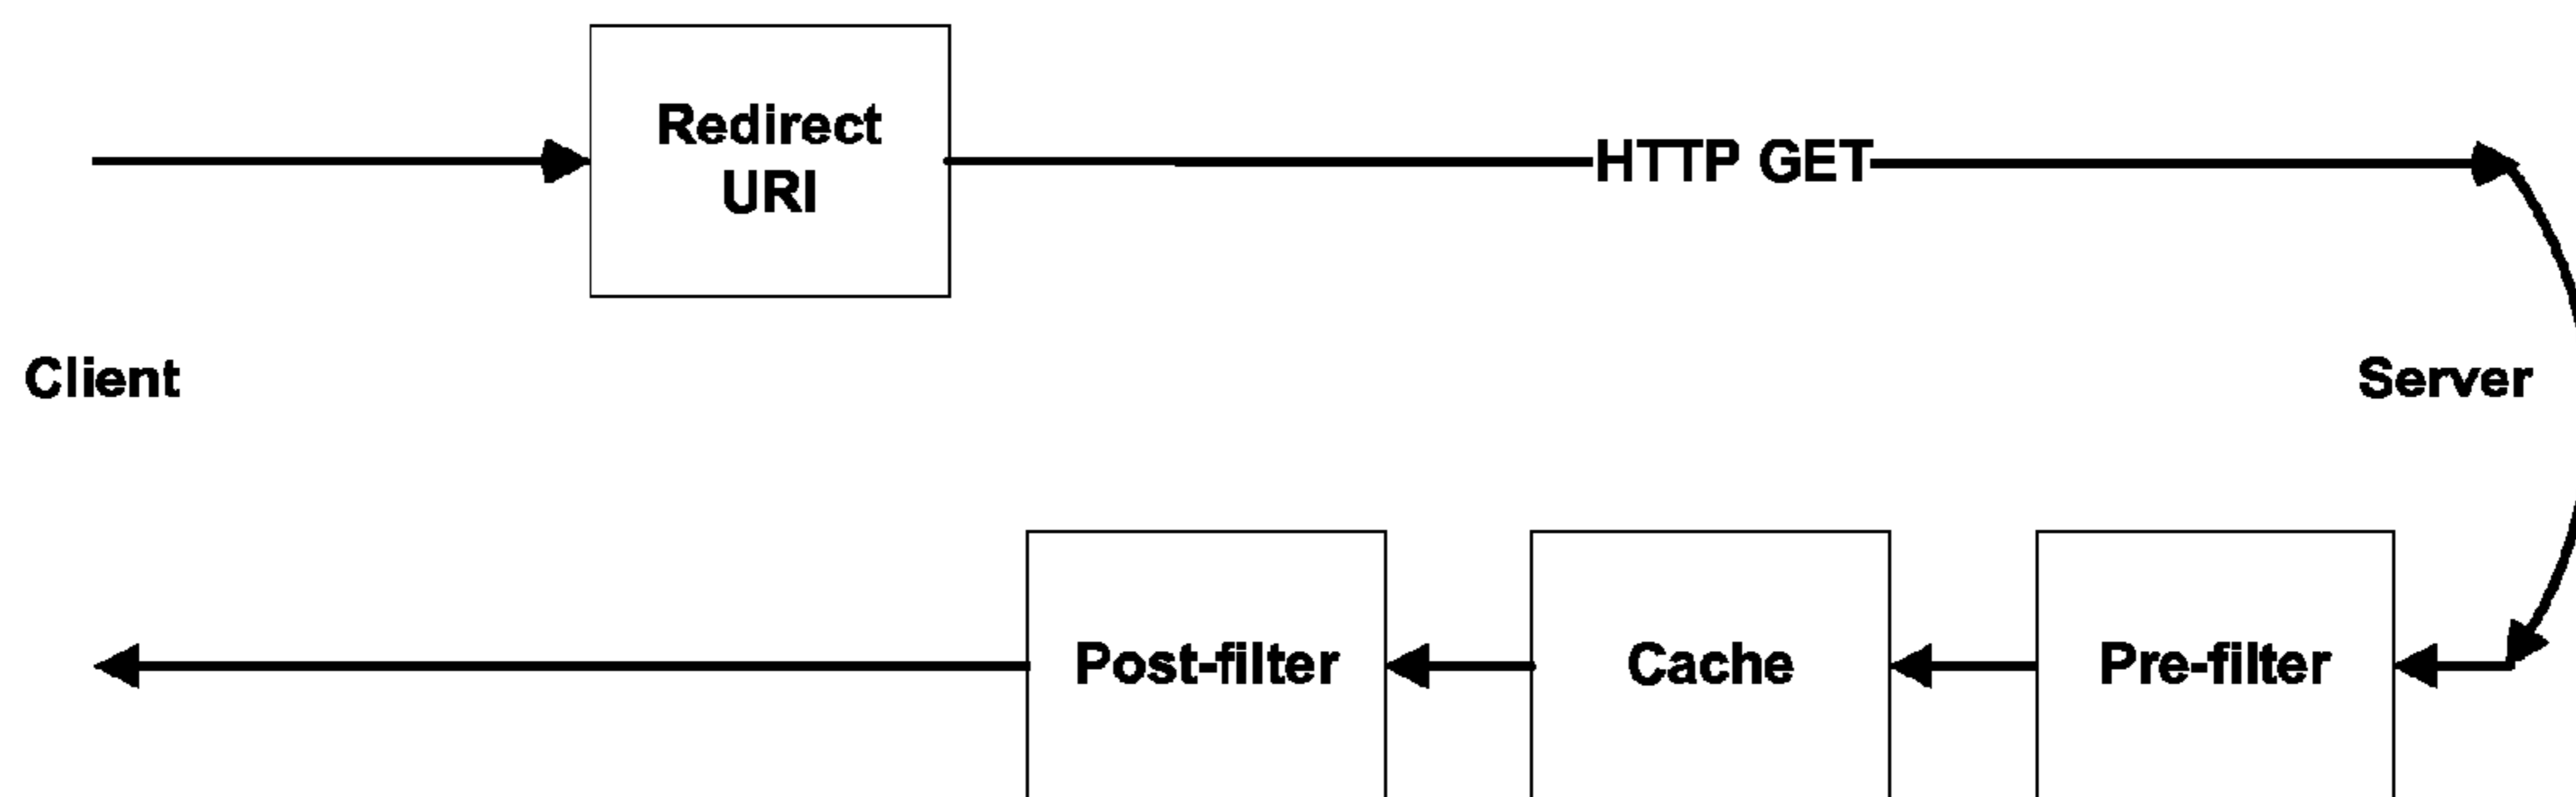 Redirect
URI
HTTP GET
Client
Server
Post-filter
Cache
Pre-filter